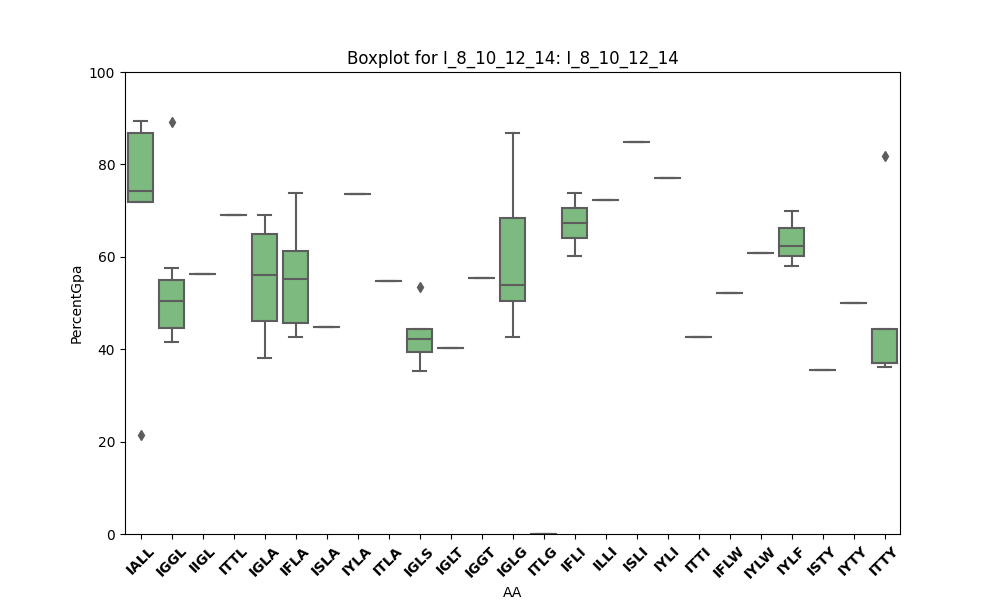 Boxplot for I_8_10_12_14: I_8_10_12_14
PercentGpa
100
80
60
40
20
0
IALL IGGL IIGL ITTL IGLA IFLA ISLA IYLA ITLA IGLS IGLT IGGT IGLG ITLG IFLI ILLI ISLI IYLI ITTI IFLW IYLW IYLF ISTY IYTY ITTY
AA